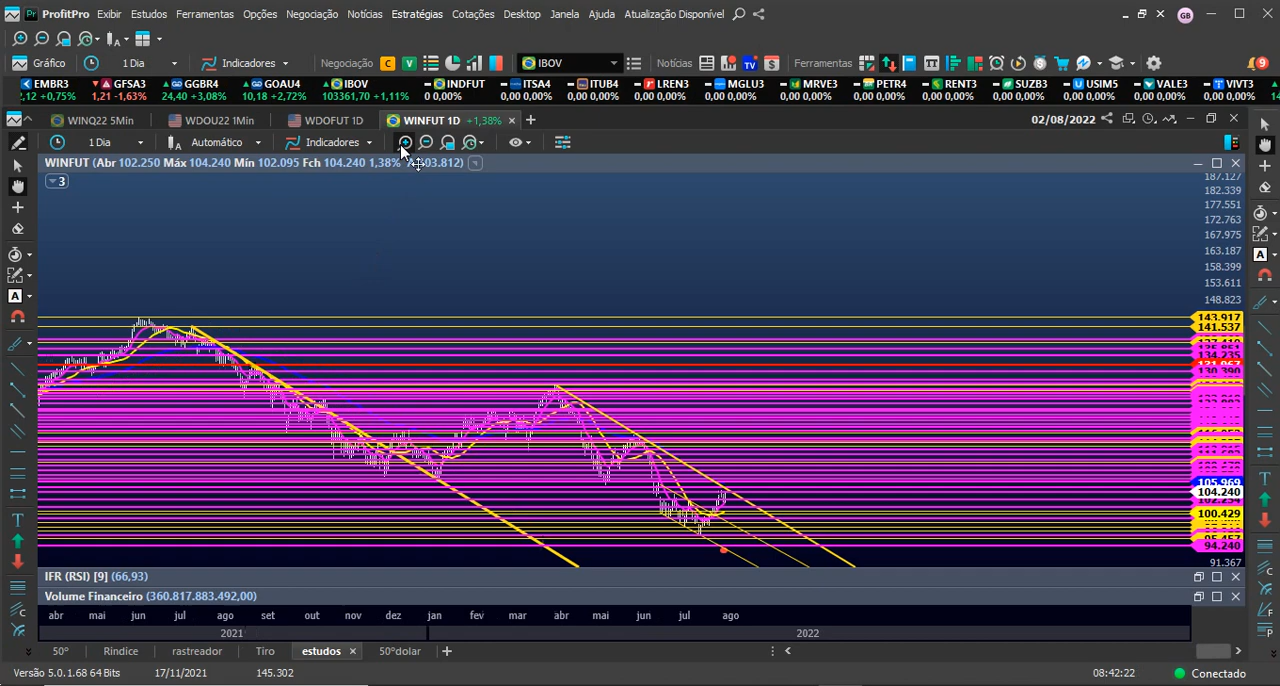 ProfitPro Exibir Estudos Ferramentas Opções Negociação Notícias Estratégias Cotações Desktop Janela Ajuda Atualização Disponível GB
Gráfico 1 Dia Indicadores Negociação C V IBOV Notícias TV Ferramentas 9
EMBR3 GFSA3 GGBR4 GOAU4 IBOV INDFUT ITSA4 ITUB4 LREN3 MGLU3 MRVE3 PETR4 RENT3 SUZB3 USIM5 VALE3 VIVT3
,12 +0,75% 1,21 -1,63% 24,40 +3,08% 10,18 +2,72% 103361,70 +1,11% 0 0,00% 0,00 0,00% 0,00 0,00% 0,00 0,00% 0,00 0,00% 0,00 0,00% 0,00 0,00% 0,00 0,00% 0,00 0,00% 0,00 0,00% 0,00 0,00% 0,00 0,00%
WINQ22 5Min WDOU22 1Min WDOFUT 1D WINFUT 1D +1,38% 02/08/2022
1 Dia Automático Indicadores
WINFUT (Abr 102.250 Máx 104.240 Mín 102.095 Fch 104.240 1,38%
3
187.127
182.339
177.551
172.763
167.975
163.187
158.399
153.611
148.823
143.917
141.537
134.235
130.390
105.969
104.240
100.429
94.240
91.367
IFR (RSI) [9] (66,93)
Volume Financeiro (360.817.883.492,00)
abr mai jun jul ago set out nov dez jan fev mar abr mai jun jul ago
2021 2022
50º Rindice rastreador Tiro estudos 50ºdolar
Versão 5.0.1.68 64 Bits 17/11/2021 145.302 08:42:22 Conectado